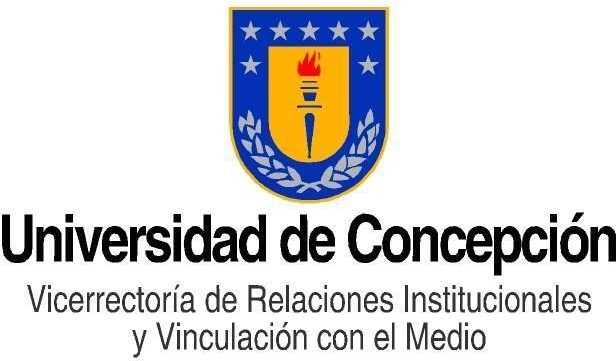 Universidad de Concepción
Vicerrectoría de Relaciones Institucionales
y Vinculación con el Medio